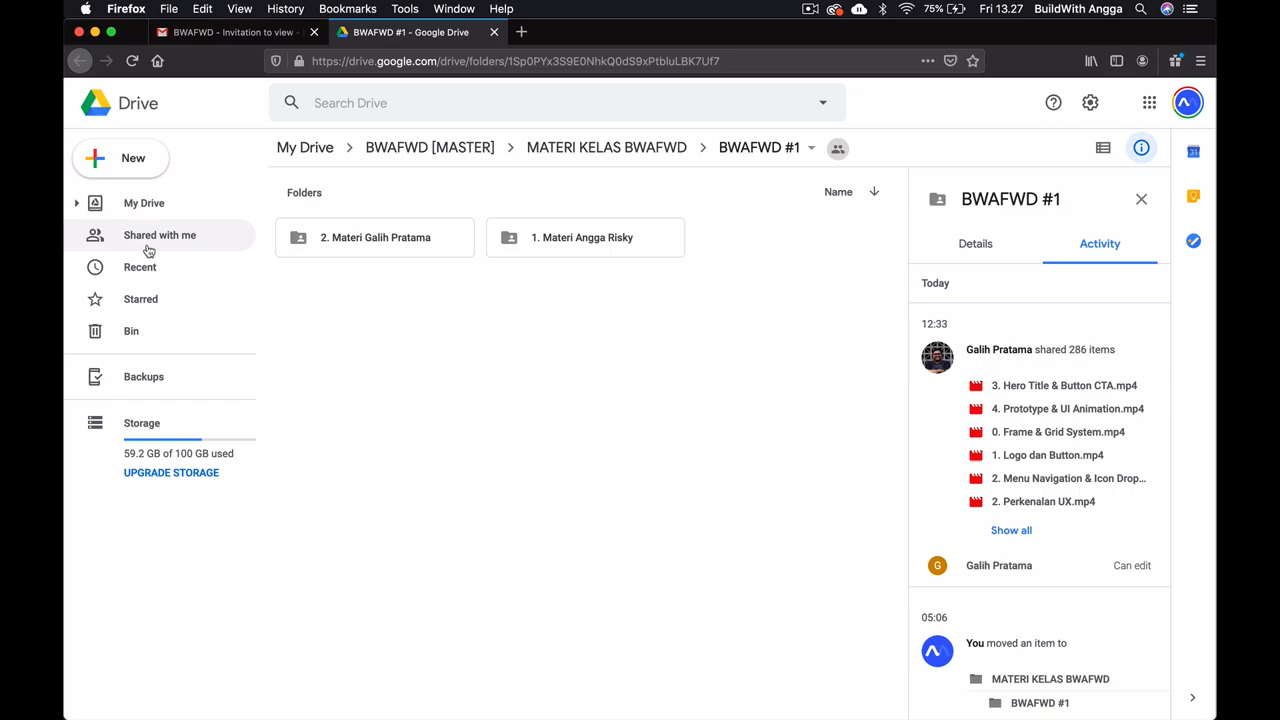 Firefox File Edit View History Bookmarks Tools Window Help 75% Fri 13.27 BuildWith Angga
BWAFWD - Invitation to view -
BWAFWD #1 - Google Drive
https://drive.google.com/drive/folders/1Sp0PYx3S9E0NhkQ0dS9xPtbluLBK7Uf7
Drive
Search Drive
New
My Drive
Shared with me
Recent
Starred
Bin
Backups
Storage
59.2 GB of 100 GB used
UPGRADE STORAGE
My Drive > BWAFWD [MASTER] > MATERI KELAS BWAFWD > BWAFWD #1
Folders
Name
2. Materi Galih Pratama
1. Materi Angga Risky
BWAFWD #1
Details
Activity
Today
12:33
Galih Pratama shared 286 items
3. Hero Title & Button CTA.mp4
4. Prototype & UI Animation.mp4
0. Frame & Grid System.mp4
1. Logo dan Button.mp4
2. Menu Navigation & Icon Drop...
2. Perkenalan UX.mp4
Show all
G
Galih Pratama
Can edit
05:06
You moved an item to
MATERI KELAS BWAFWD
BWAFWD #1
31